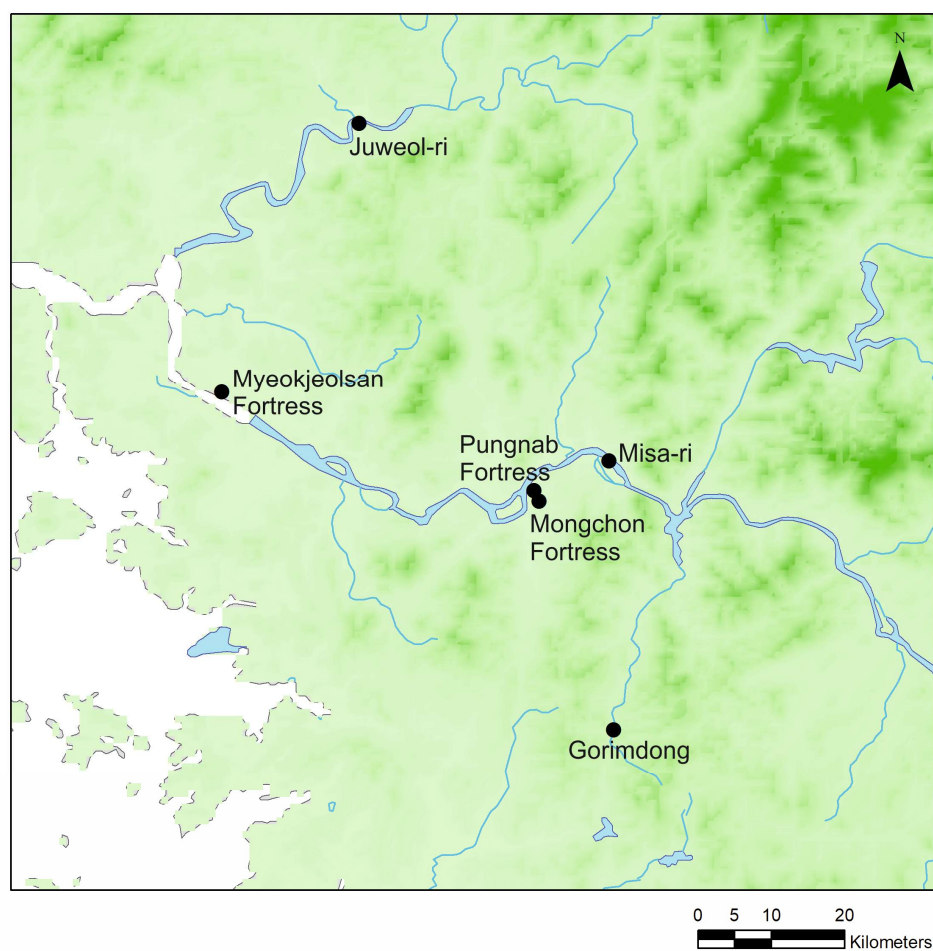 N
Juweol-ri
Myeokjeolsan
Fortress
Pungnab
Fortress
Misa-ri
Mongchon
Fortress
Gorimdong
0 5 10 20
Kilometers